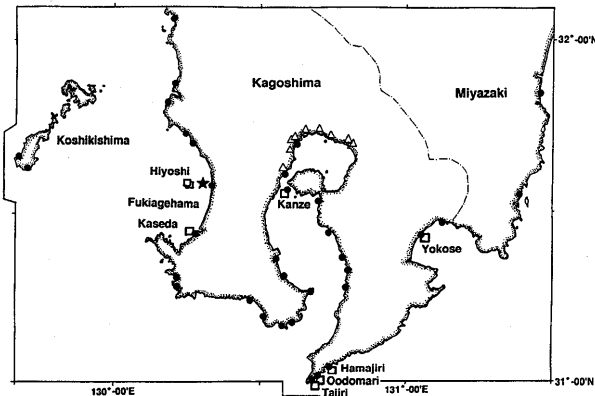 32°-00'N
Kagoshima
Miyazaki
Koshikishima
Hiyoshi
Fukiagehama
Kanze
Kaseda
Yokose
Hamajiri
Oodomari
Tajiri
31°-00'N
130°-00'E
131°-00'E